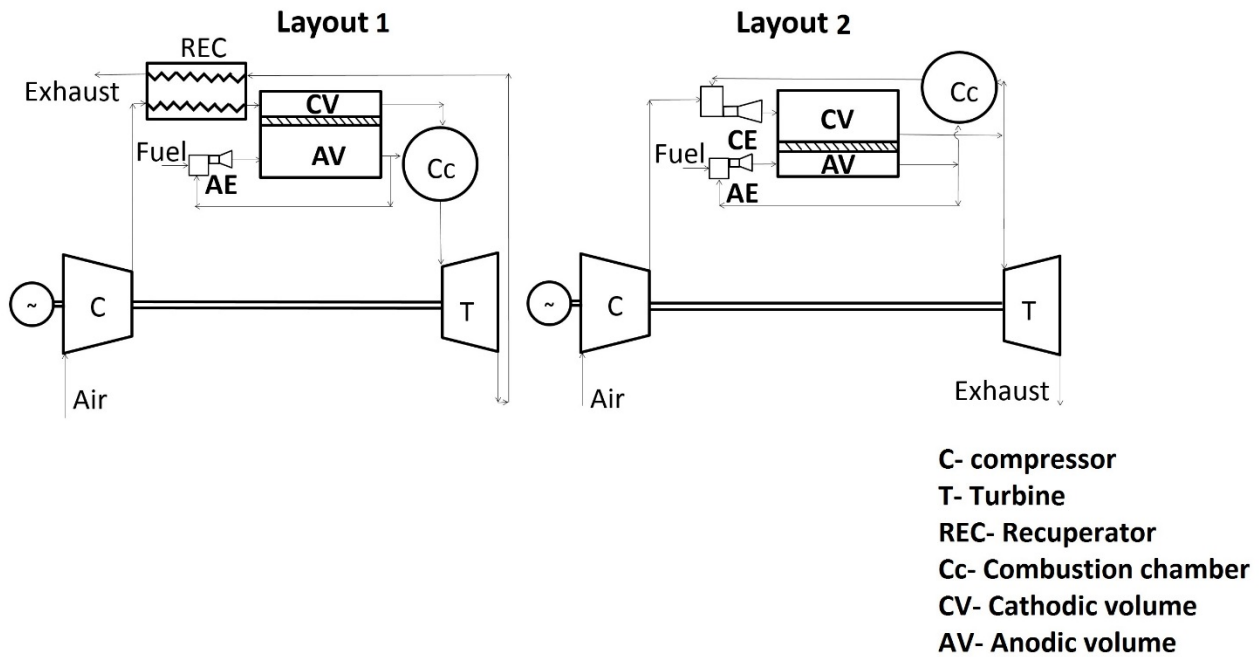 Layout 1
REC
Exhaust
CV
Fuel
AV
Cc
AE
~
C
T
Air
Layout 2
Cc
CV
CE
Fuel
AV
AE
~
C
T
Air
Exhaust
C- compressor
T- Turbine
REC- Recuperator
Cc- Combustion chamber
CV- Cathodic volume
AV- Anodic volume